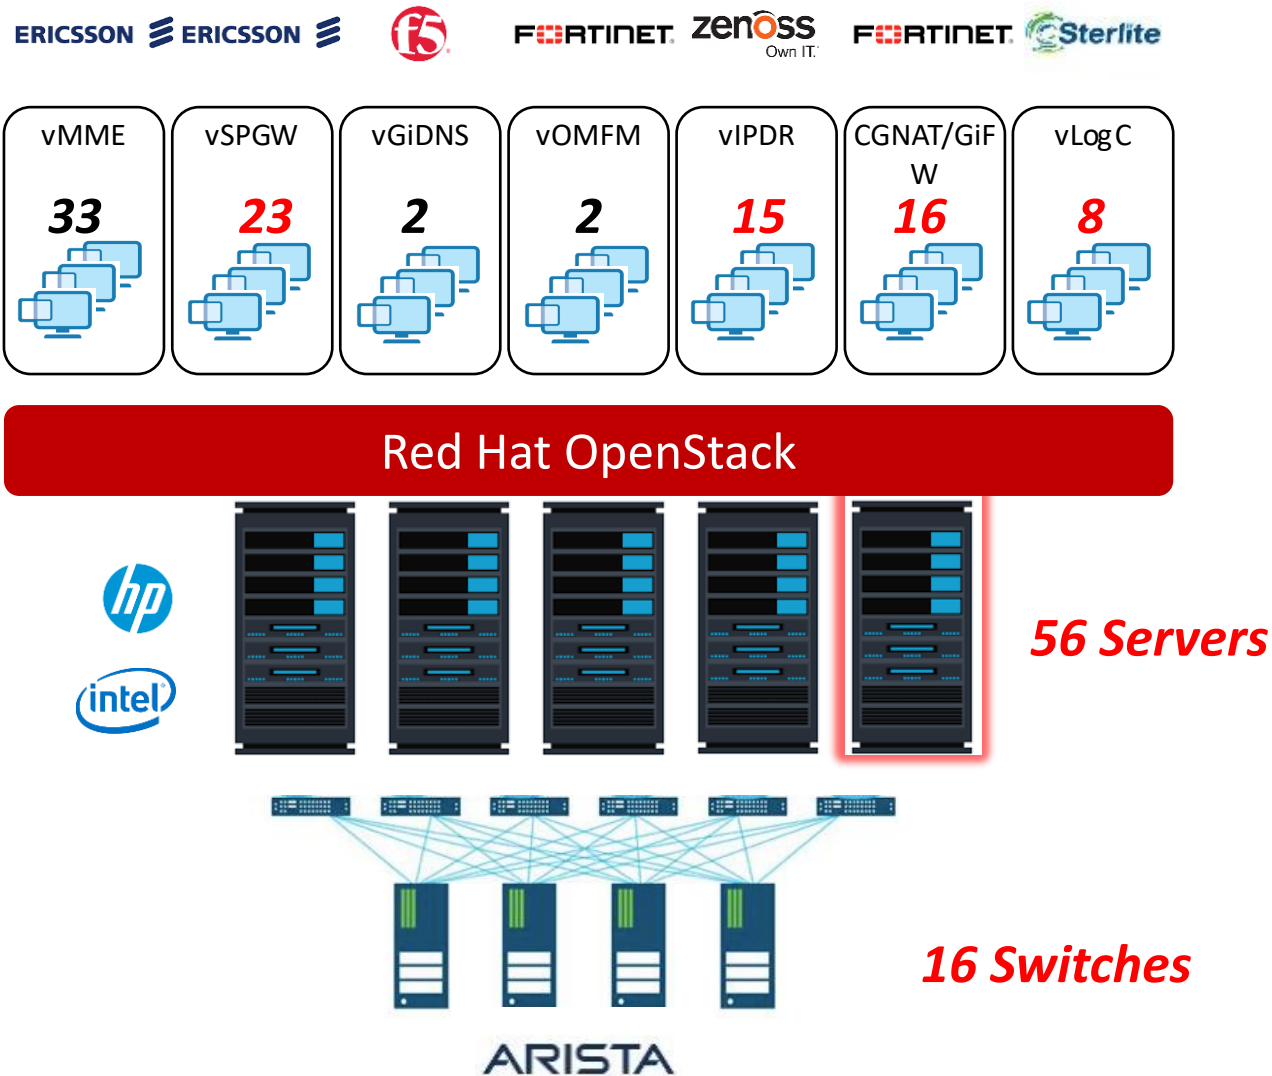 ERICSSON ERICSSON f5 FORTINET zenoss FORTINET Sterlite
Own IT.
vMME vSPGW vGiDNS vOMFM vIPDR CGNAT/GiF vLogC
W
33 23 2 2 15 16 8
Red Hat OpenStack
hp
56 Servers
intel
16 Switches
ARISTA